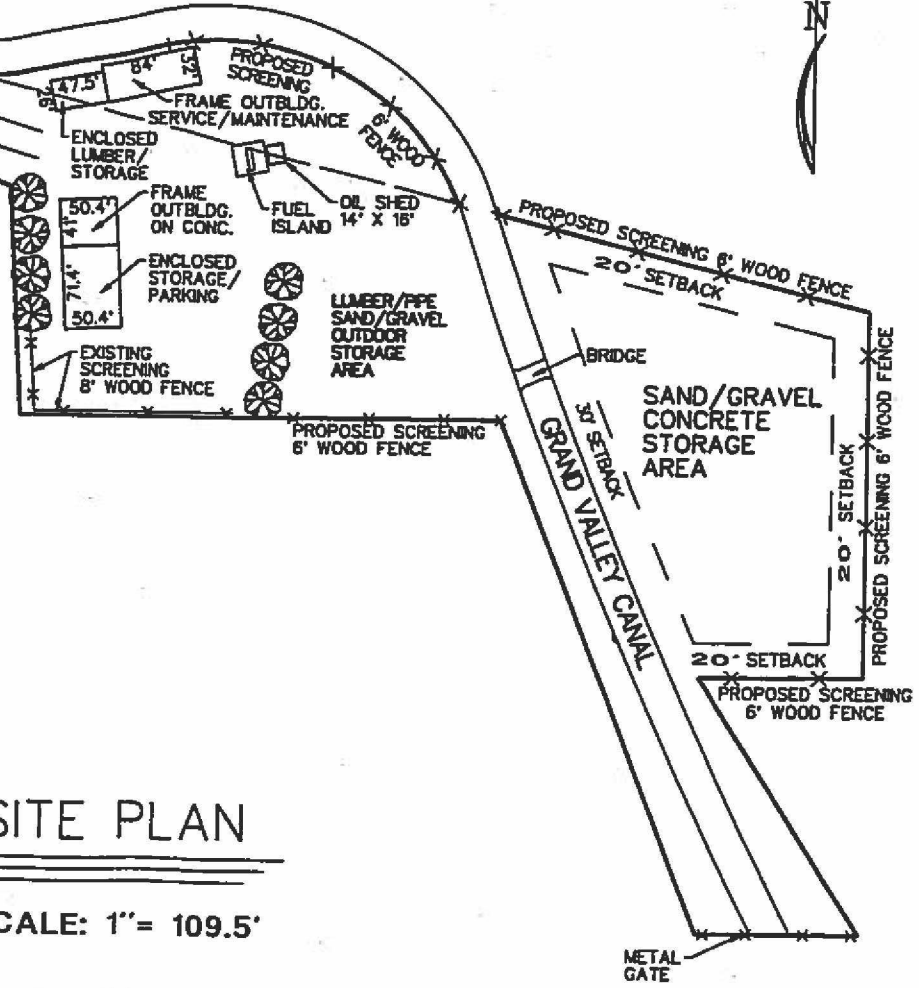 N
PROPOSED
SCREENING
6' WOOD
FENCE
47.5'
84'
32'
FRAME OUTBLDG.
SERVICE/MAINTENANCE
ENCLOSED
LUMBER/
STORAGE
FUEL
ISLAND
OIL SHED
14' X 16'
50.4'
41'
FRAME
OUTBLDG.
ON CONC.
71.4'
50.4'
ENCLOSED
STORAGE/
PARKING
EXISTING
SCREENING
8' WOOD FENCE
LUMBER/PIPE
SAND/GRAVEL
OUTDOOR
STORAGE
AREA
PROPOSED SCREENING
6' WOOD FENCE
PROPOSED SCREENING 6' WOOD FENCE
20' SETBACK
BRIDGE
30' SETBACK
GRAND VALLEY CANAL
SAND/GRAVEL
CONCRETE
STORAGE
AREA
20' SETBACK
PROPOSED SCREENING 6' WOOD FENCE
20' SETBACK
PROPOSED SCREENING
6' WOOD FENCE
METAL
GATE
SITE PLAN
CALE: 1"= 109.5'